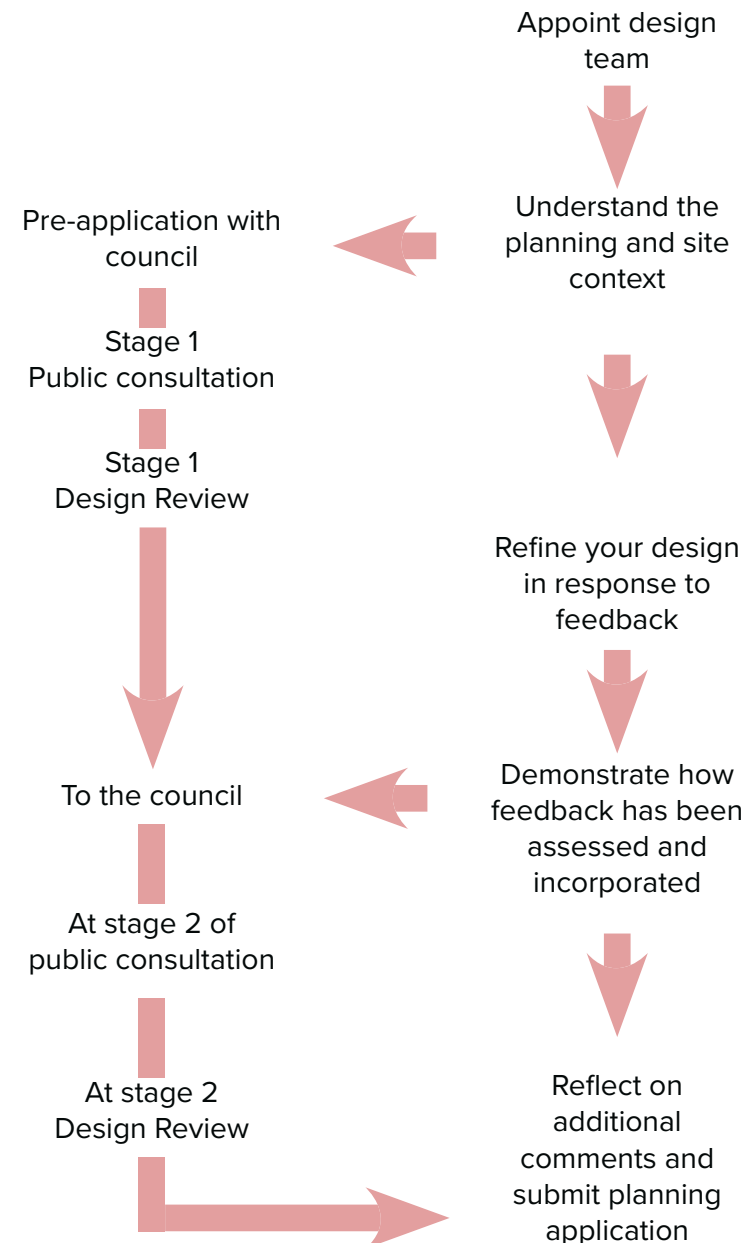 Appoint design
team
Understand the
planning and site
context
Pre-application with
council
Stage 1
Public consultation
Stage 1
Design Review
Refine your design
in response to
feedback
Demonstrate how
feedback has been
assessed and
incorporated
To the council
At stage 2 of
public consultation
At stage 2
Design Review
Reflect on
additional
comments and
submit planning
application